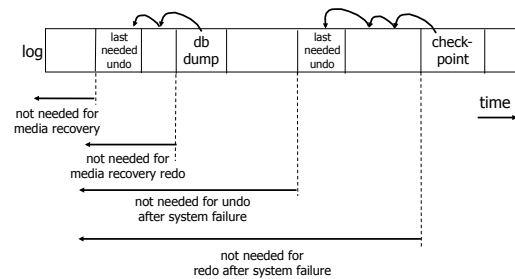 log
last
needed
undo
db
dump
last
needed
undo
check-
point
time
not needed for
media recovery
not needed for
media recovery redo
not needed for undo
after system failure
not needed for
redo after system failure